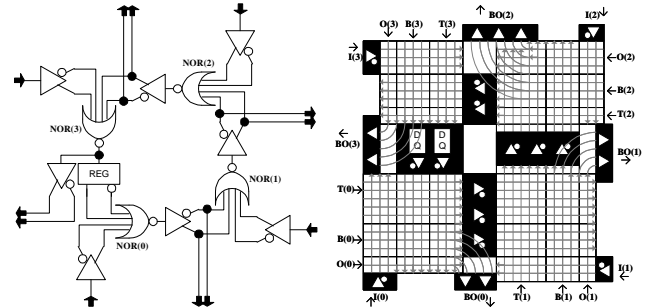 O(3) B(3) T(3) BO(2) I(2)
I(3)
O(2)
NOR(2)
B(2)
T(2)
NOR(3)
BO(3) D D BO(1)
Q Q
REG
NOR(1)
T(0)
NOR(0)
B(0)
O(0)
I(1)
I(0) BO(0) T(1) B(1) O(1)